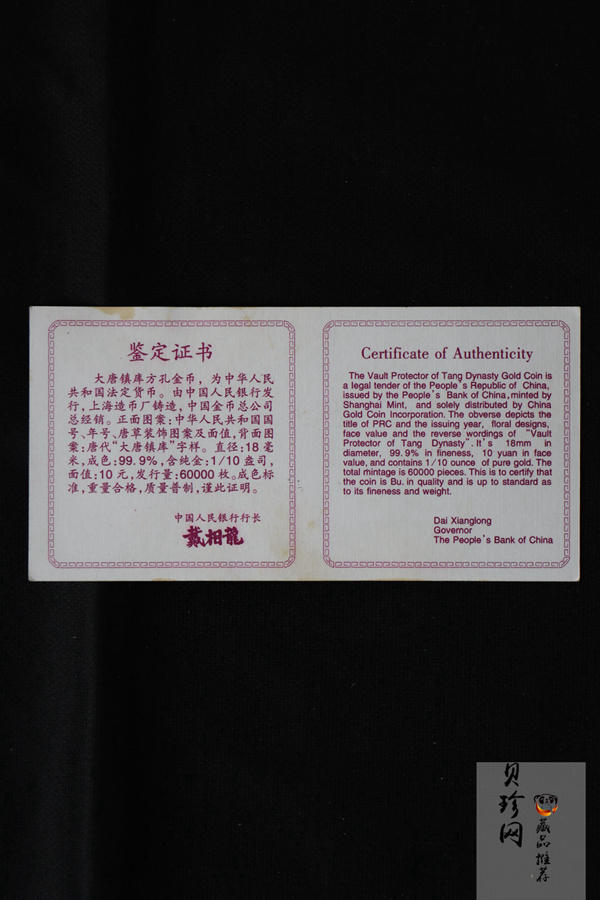 鉴定证书
大唐镇库方孔金币，为中华人民
共和国法定货币。由中国人民银行发
行，上海造币厂铸造，中国金币总公司
总经销。正面图案：中华人民共和国国
号、年号、唐草装饰图案及面值，背面图
案：唐代“大唐镇库”字样。直径：18毫
米，成色：99.9%，含纯金：1/10盎司，
面值：10元，发行量：60000枚。成色标
准，重量合格，质量普制，谨此证明。
中国人民银行行长
戴相龍
Certificate of Authenticity
The Vault Protector of Tang Dynasty Gold Coin is
a legal tender of the People's Republic of China,
issued by the People's Bank of China, minted by
Shanghai Mint, and solely distributed by China
Gold Coin Incorporation. The obverse depicts the
title of PRC and the issuing year, floral designs,
face value and the reverse wordings of "Vault
Protector of Tang Dynasty". It's 18mm in
diameter, 99.9% in fineness, 10 yuan in face
value, and contains 1/10 ounce of pure gold. The
total mintage is 60000 pieces. This is to certify that
the coin is Bu. in quality and is up to standard as
to its fineness and weight.
Dai Xianglong
Governor
The People's Bank of China
贝珍网
藏品推荐